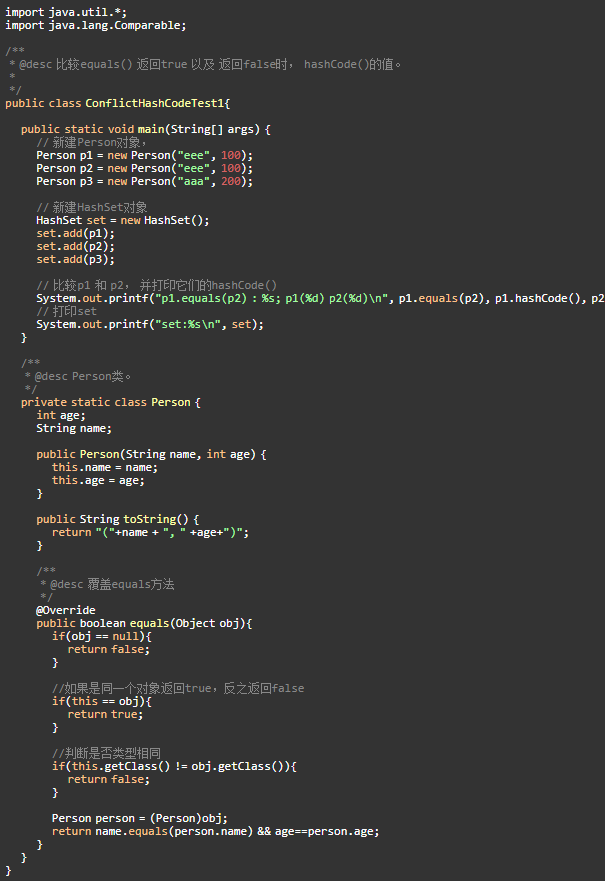 import java.util.*;
import java.lang.Comparable;
/**
* @desc 比较equals() 返回true 以及 返回false时， hashCode()的值。
*
*/
public class ConflictHashCodeTest1{
public static void main(String[] args) {
// 新建Person对象，
Person p1 = new Person("eee", 100);
Person p2 = new Person("eee", 100);
Person p3 = new Person("aaa", 200);
// 新建HashSet对象
HashSet set = new HashSet();
set.add(p1);
set.add(p2);
set.add(p3);
// 比较p1 和 p2， 并打印它们的hashCode()
System.out.printf("p1.equals(p2) : %s; p1(%d) p2(%d)\n", p1.equals(p2), p1.hashCode(), p2
// 打印set
System.out.printf("set:%s\n", set);
}
/**
* @desc Person类。
*/
private static class Person {
int age;
String name;
public Person(String name, int age) {
this.name = name;
this.age = age;
}
public String toString() {
return "("+name + ", " +age+")";
}
/**
* @desc 覆盖equals方法
*/
@Override
public boolean equals(Object obj){
if(obj == null){
return false;
}
//如果是同一个对象返回true，反之返回false
if(this == obj){
return true;
}
//判断是否类型相同
if(this.getClass() != obj.getClass()){
return false;
}
Person person = (Person)obj;
return name.equals(person.name) && age==person.age;
}
}
}